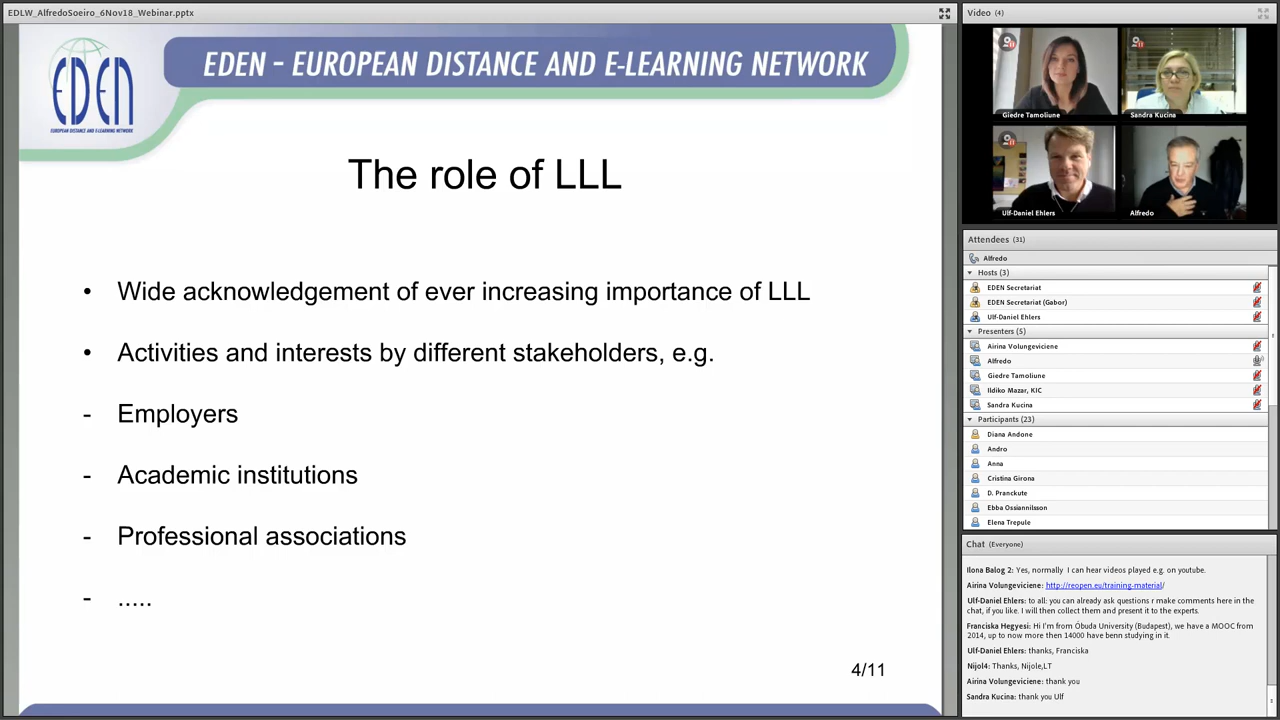 EDLW_AlfredoSoeiro_6Nov18_Webinar.pptx
EDEN
EUROPEAN DISTANCE AND E-LEARNING NETWORK
EDEN – EUROPEAN DISTANCE AND E-LEARNING NETWORK
The role of LLL
• Wide acknowledgement of ever increasing importance of LLL
• Activities and interests by different stakeholders, e.g.
- Employers
- Academic institutions
- Professional associations
- .....
4/11
Video (4)
Giedre Tamoliune
Sandra Kucina
Ulf-Daniel Ehlers
Alfredo
Attendees (31)
Alfredo
Hosts (3)
EDEN Secretariat
EDEN Secretariat (Gabor)
Ulf-Daniel Ehlers
Presenters (5)
Airina Volungeviciene
Alfredo
Giedre Tamoliune
Ildiko Mazar, KIC
Sandra Kucina
Participants (23)
Diana Andone
Andro
Anna
Cristina Girona
D. Pranckute
Ebba Ossiannilsson
Elena Trepule
Chat (Everyone)
Ilona Balog 2: Yes, normally I can hear videos played e.g. on youtube.
Airina Volungeviciene: http://reopen.eu/training-material/
Ulf-Daniel Ehlers: to all: you can already ask questions r make comments here in the
chat, if you like. I will then collect them and present it to the experts.
Franciska Hegyesi: Hi I'm from Óbuda University (Budapest), we have a MOOC from
2014, up to now more then 14000 have benn studying in it.
Ulf-Daniel Ehlers: thanks, Franciska
Nijol4: Thanks, Nijole,LT
Airina Volungeviciene: thank you
Sandra Kucina: thank you Ulf